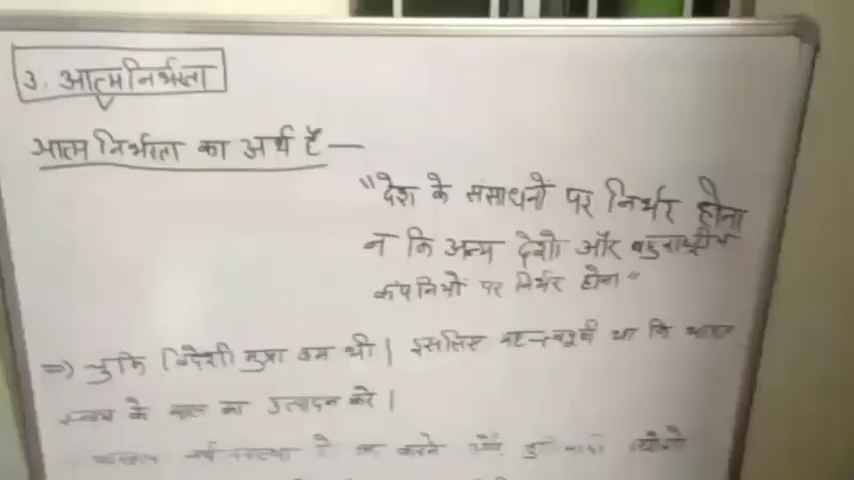 3. आत्मनिर्भरता
आत्मनिर्भरता का अर्थ है —
"देश के संसाधनों पर निर्भर होना
न कि अन्य देशो और बहुराष्ट्रीय
कंपनियों पर निर्भर होना"
=> चुकि विदेशी मुद्रा कम थी। इसलिए महत्वपूर्ण था कि भारत
स्वयं के माल का उत्पादन करे।